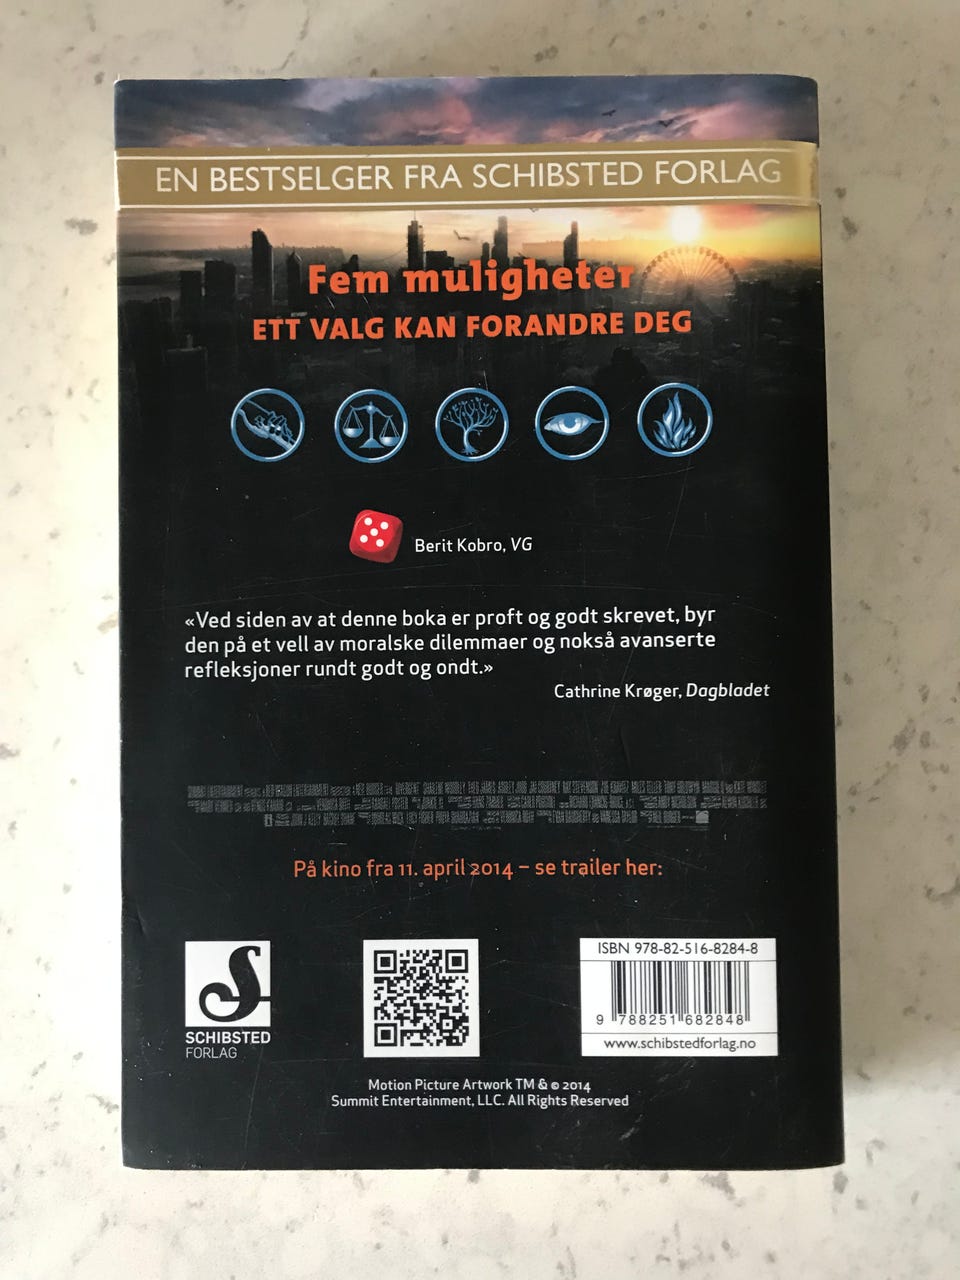 EN BESTSELGER FRA SCHIBSTED FORLAG
Fem muligheter
ETT VALG KAN FORANDRE DEG
Berit Kobro, VG
«Ved siden av at denne boka er proft og godt skrevet, byr
den på et vell av moralske dilemmaer og nokså avanserte
refleksjoner rundt godt og ondt.»
Cathrine Krøger, Dagbladet
På kino fra 11. april 2014 – se trailer her:
S
SCHIBSTED
FORLAG
ISBN 978-82-516-8284-8
9 788251 682848
www.schibstedforlag.no
Motion Picture Artwork TM & © 2014
Summit Entertainment, LLC. All Rights Reserved